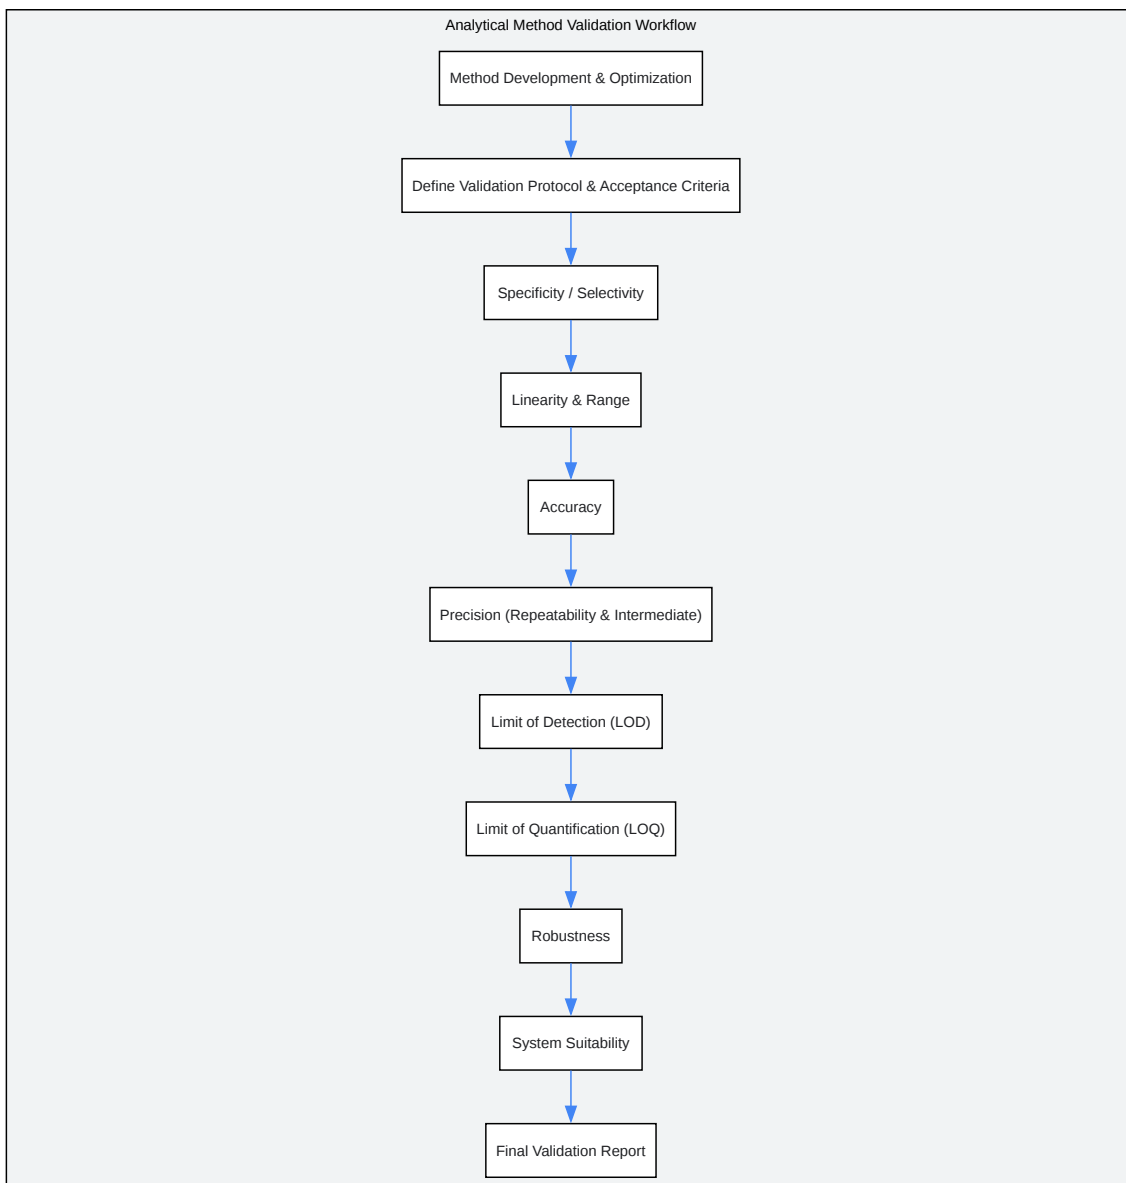 Analytical Method Validation Workflow
Method Development & Optimization
Define Validation Protocol & Acceptance Criteria
Specificity / Selectivity
Linearity & Range
Accuracy
Precision (Repeatability & Intermediate)
Limit of Detection (LOD)
Limit of Quantification (LOQ)
Robustness
System Suitability
Final Validation Report